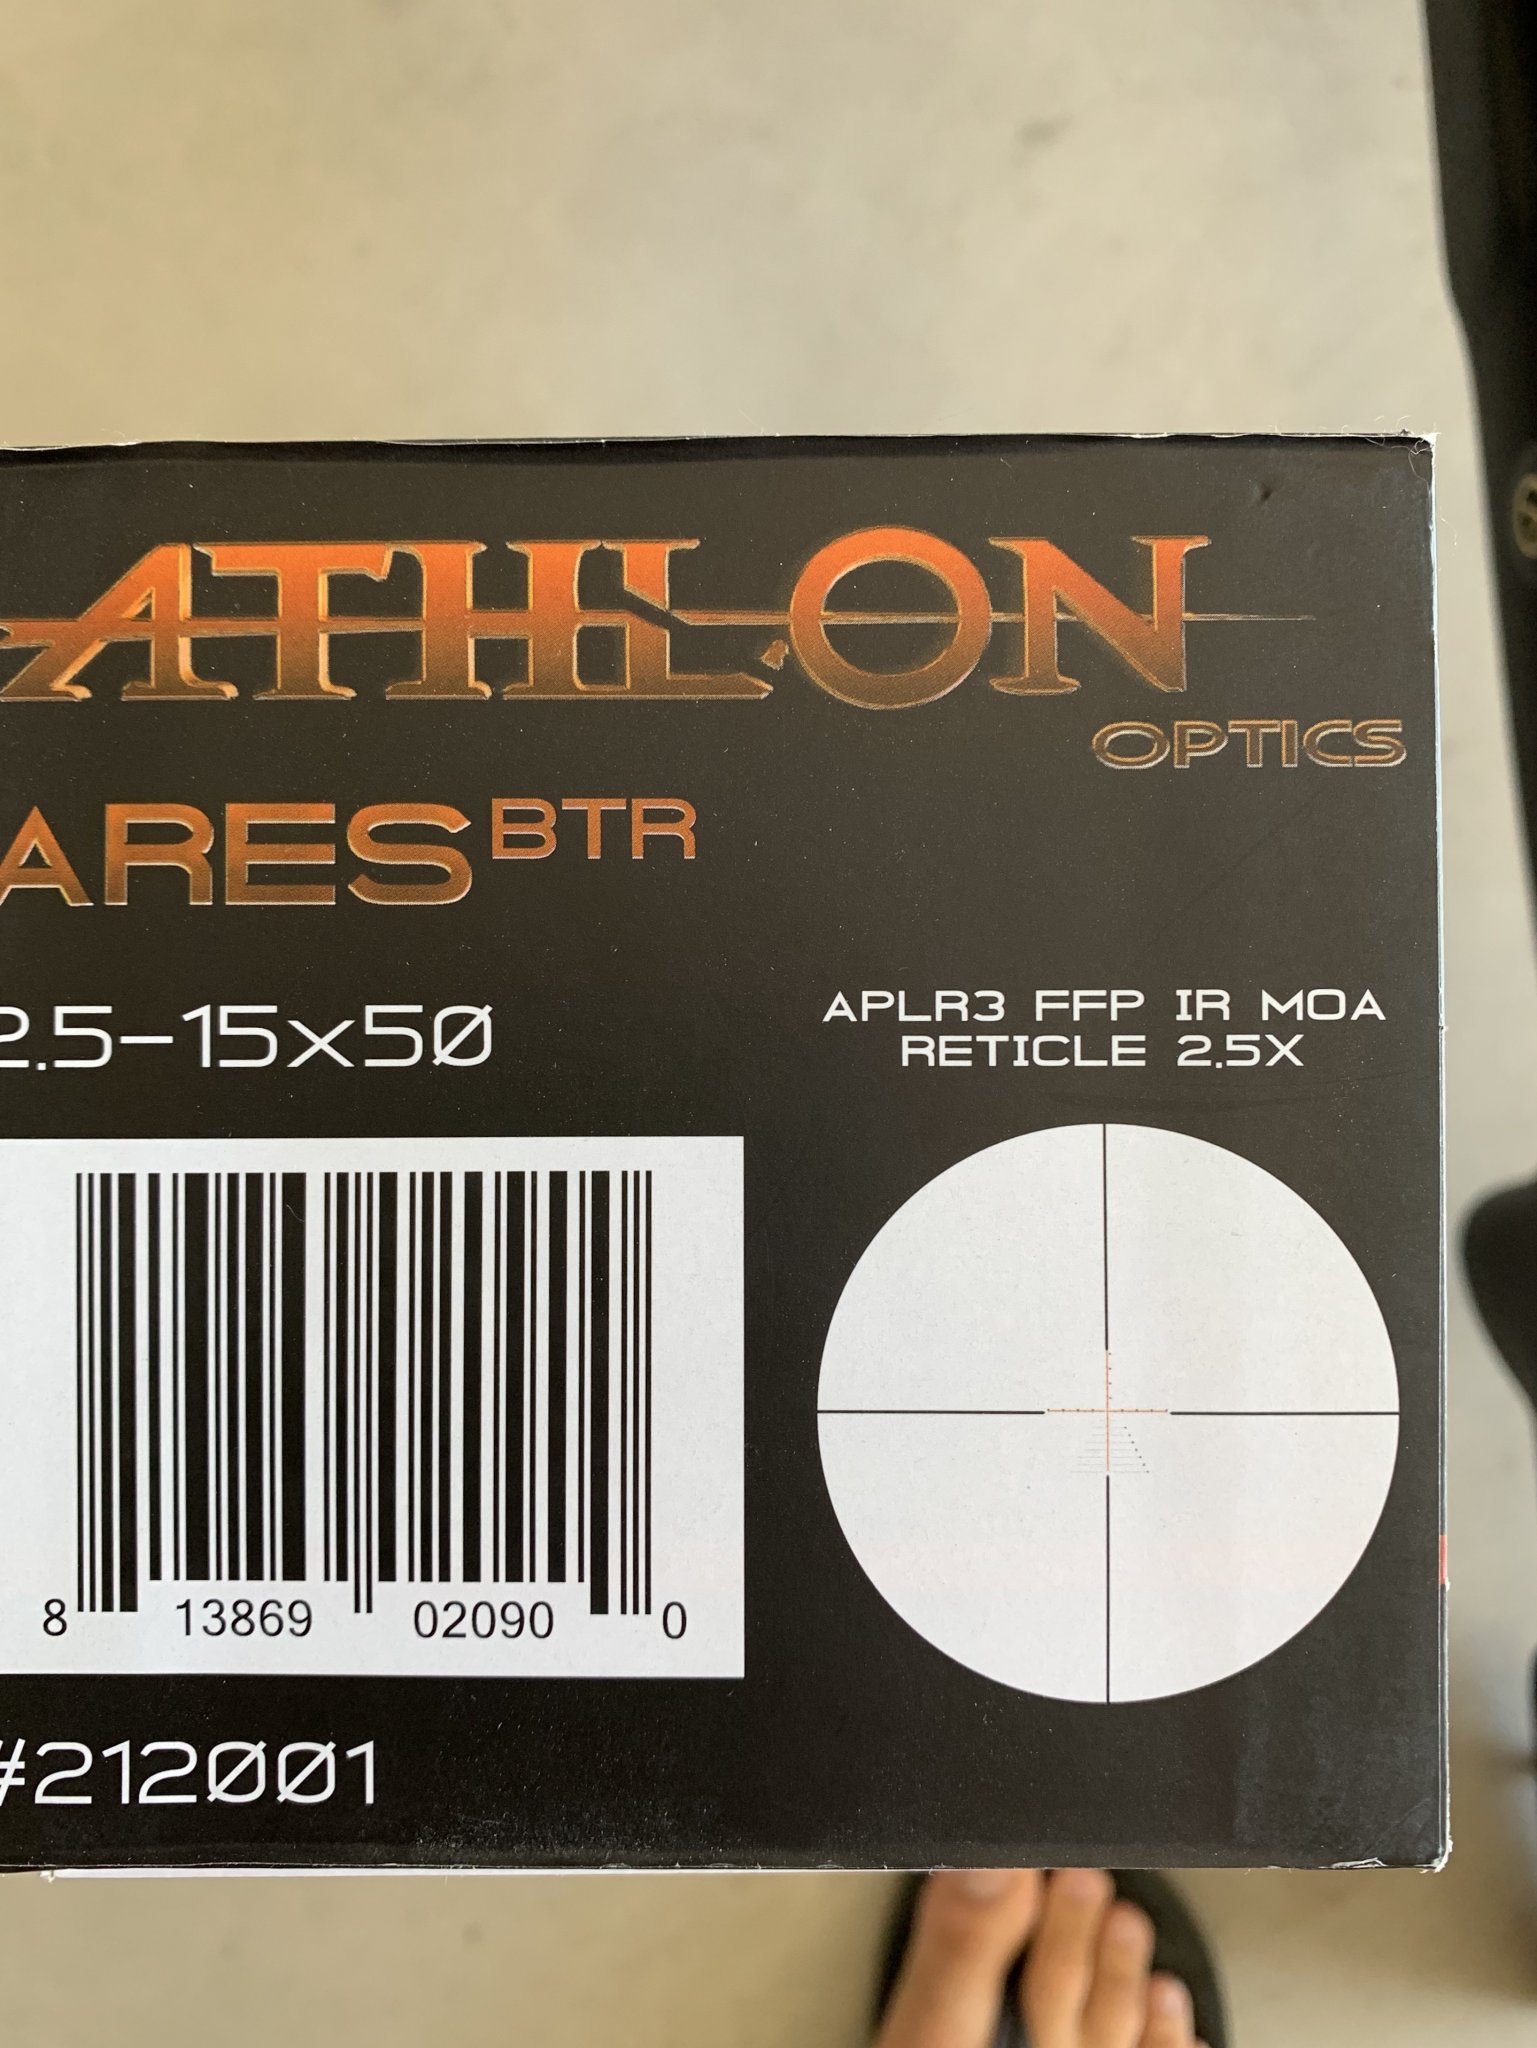 ATHLON
OPTICS
ARES BTR
2.5-15x50
APLR3 FFP IR MOA
RETICLE 2.5X
8 13869 02090 0
#212001